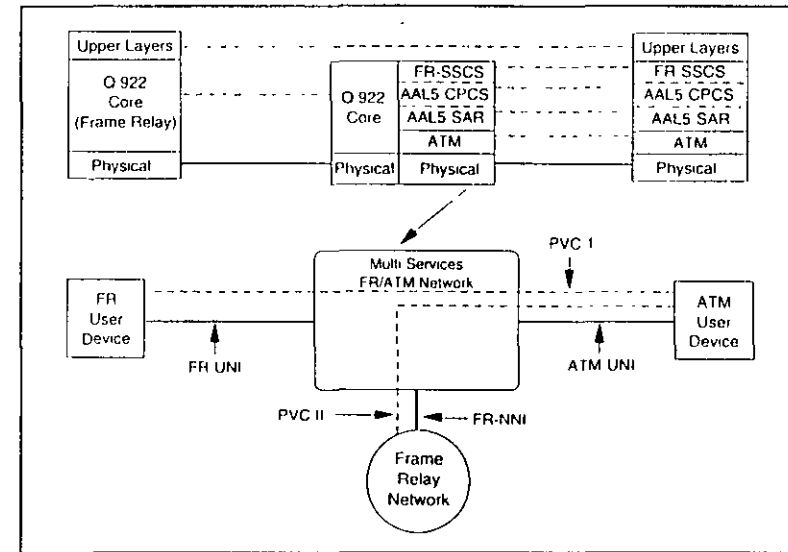 Upper Layers
Q 922
Core
(Frame Relay)
Physical
Q 922
Core
Physical
FR-SSCS
AAL5 CPCS
AAL5 SAR
ATM
Physical
Upper Layers
FR SSCS
AAL5 CPCS
AAL5 SAR
ATM
Physical
PVC 1
Multi Services
FR/ATM Network
FR
User
Device
ATM
User
Device
FR UNI
ATM UNI
PVC II
FR-NNI
Frame
Relay
Network